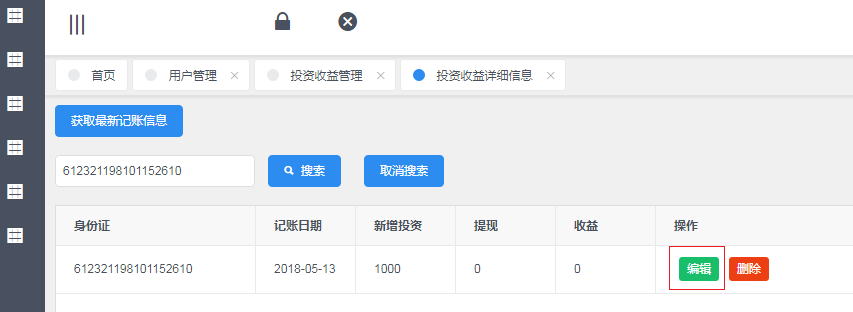 首页 用户管理 投资收益管理 投资收益详细信息
获取最新记账信息
612321198101152610 搜索 取消搜索
身份证 记账日期 新增投资 提现 收益 操作
612321198101152610 2018-05-13 1000 0 0 编辑 删除